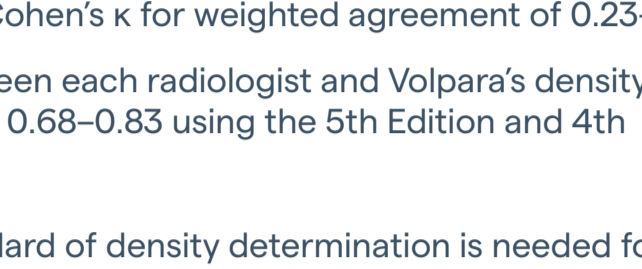 Cohen's κ for weighted agreement of 0.23-
een each radiologist and Volpara's density
0.68–0.83 using the 5th Edition and 4th
dard of density determination is needed fo